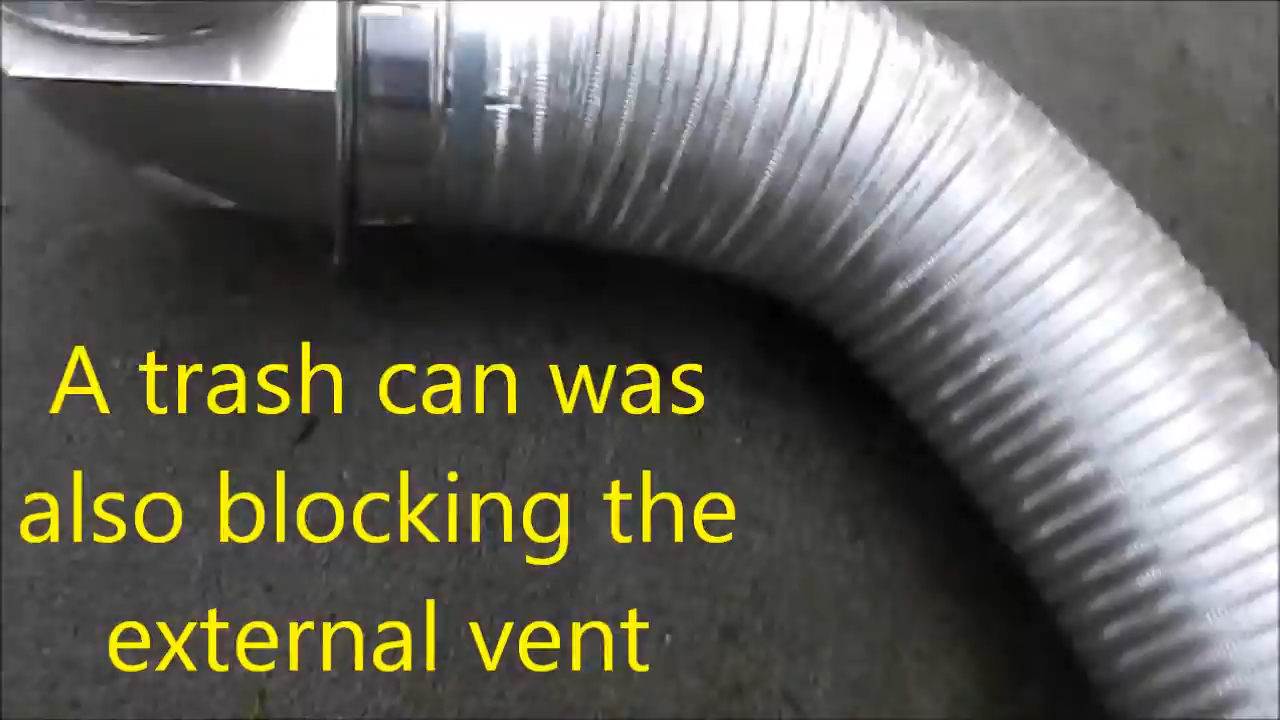 A trash can was
also blocking the
external vent